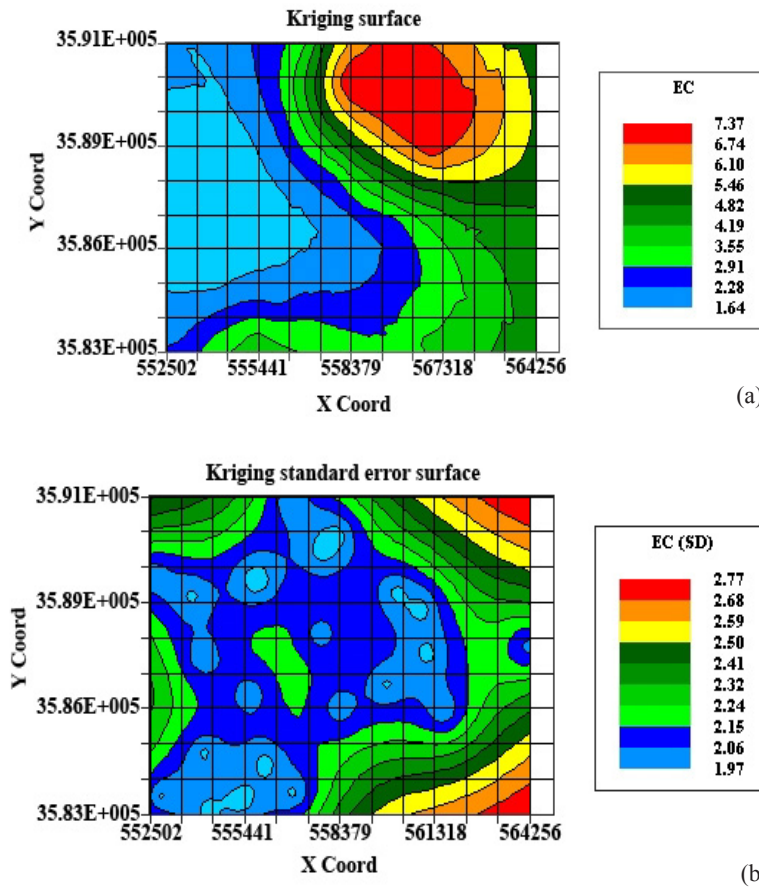 Kriging surface
35.91E+005
35.89E+005
35.86E+005
35.83E+005
Y Coord
552502 555441 558379 567318 564256
X Coord
EC
7.37
6.74
6.10
5.46
4.82
4.19
3.55
2.91
2.28
1.64
(a)
Kriging standard error surface
35.91E+005
35.89E+005
35.86E+005
35.83E+005
Y Coord
552502 555441 558379 561318 564256
X Coord
EC (SD)
2.77
2.68
2.59
2.50
2.41
2.32
2.24
2.15
2.06
1.97
(b